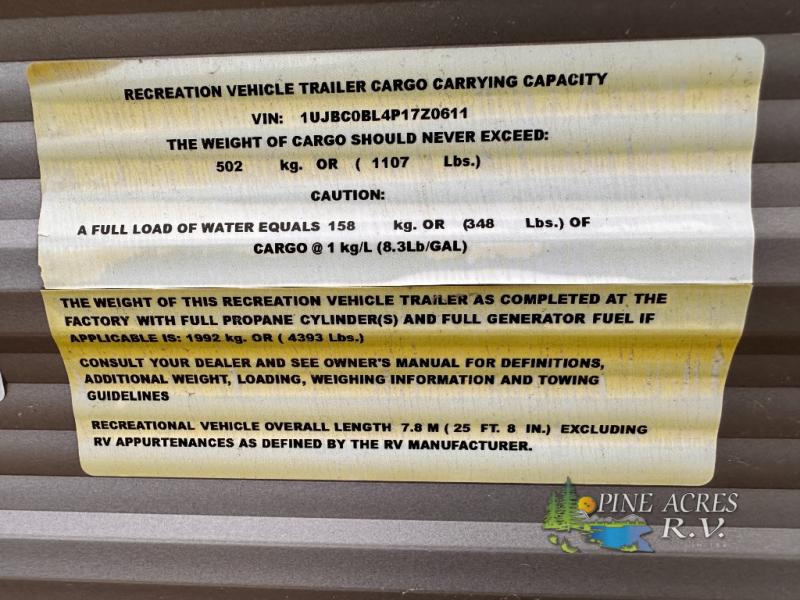 RECREATION VEHICLE TRAILER CARGO CARRYING CAPACITY
VIN: 1UJBC0BL4P17Z0611
THE WEIGHT OF CARGO SHOULD NEVER EXCEED:
502 kg. OR ( 1107 Lbs.)
CAUTION:
A FULL LOAD OF WATER EQUALS 158 kg. OR (348 Lbs.) OF
CARGO @ 1 kg/L (8.3Lb/GAL)
THE WEIGHT OF THIS RECREATION VEHICLE TRAILER AS COMPLETED AT THE
FACTORY WITH FULL PROPANE CYLINDER(S) AND FULL GENERATOR FUEL IF
APPLICABLE IS: 1992 kg. OR ( 4393 Lbs.)
CONSULT YOUR DEALER AND SEE OWNER'S MANUAL FOR DEFINITIONS,
ADDITIONAL WEIGHT, LOADING, WEIGHING INFORMATION AND TOWING
GUIDELINES
RECREATIONAL VEHICLE OVERALL LENGTH 7.8 M ( 25 FT. 8 IN.) EXCLUDING
RV APPURTENANCES AS DEFINED BY THE RV MANUFACTURER.
PINE ACRES
R.V.